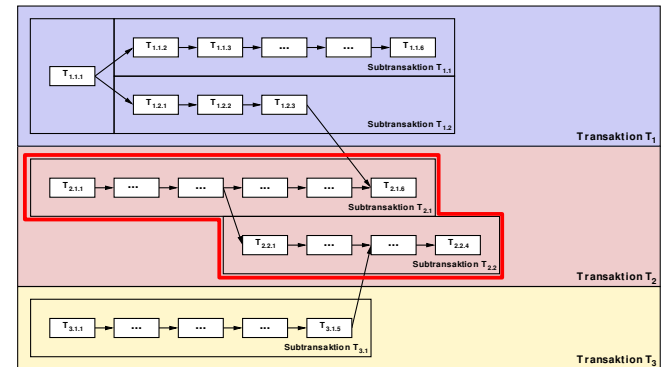 T1.1.2 T1.1.3 ... ... T1.1.6
Subtransaktion T1.1
T1.1.1
T1.2.1 T1.2.2 T1.2.3
Subtransaktion T1.2
Transaktion T1
T2.1.1 ... ... ... ... T2.1.6
Subtransaktion T2.1
T2.2.1 ... ... T2.2.4
Subtransaktion T2.2
Transaktion T2
T3.1.1 ... ... ... T3.1.5
Subtransaktion T3.1
Transaktion T3